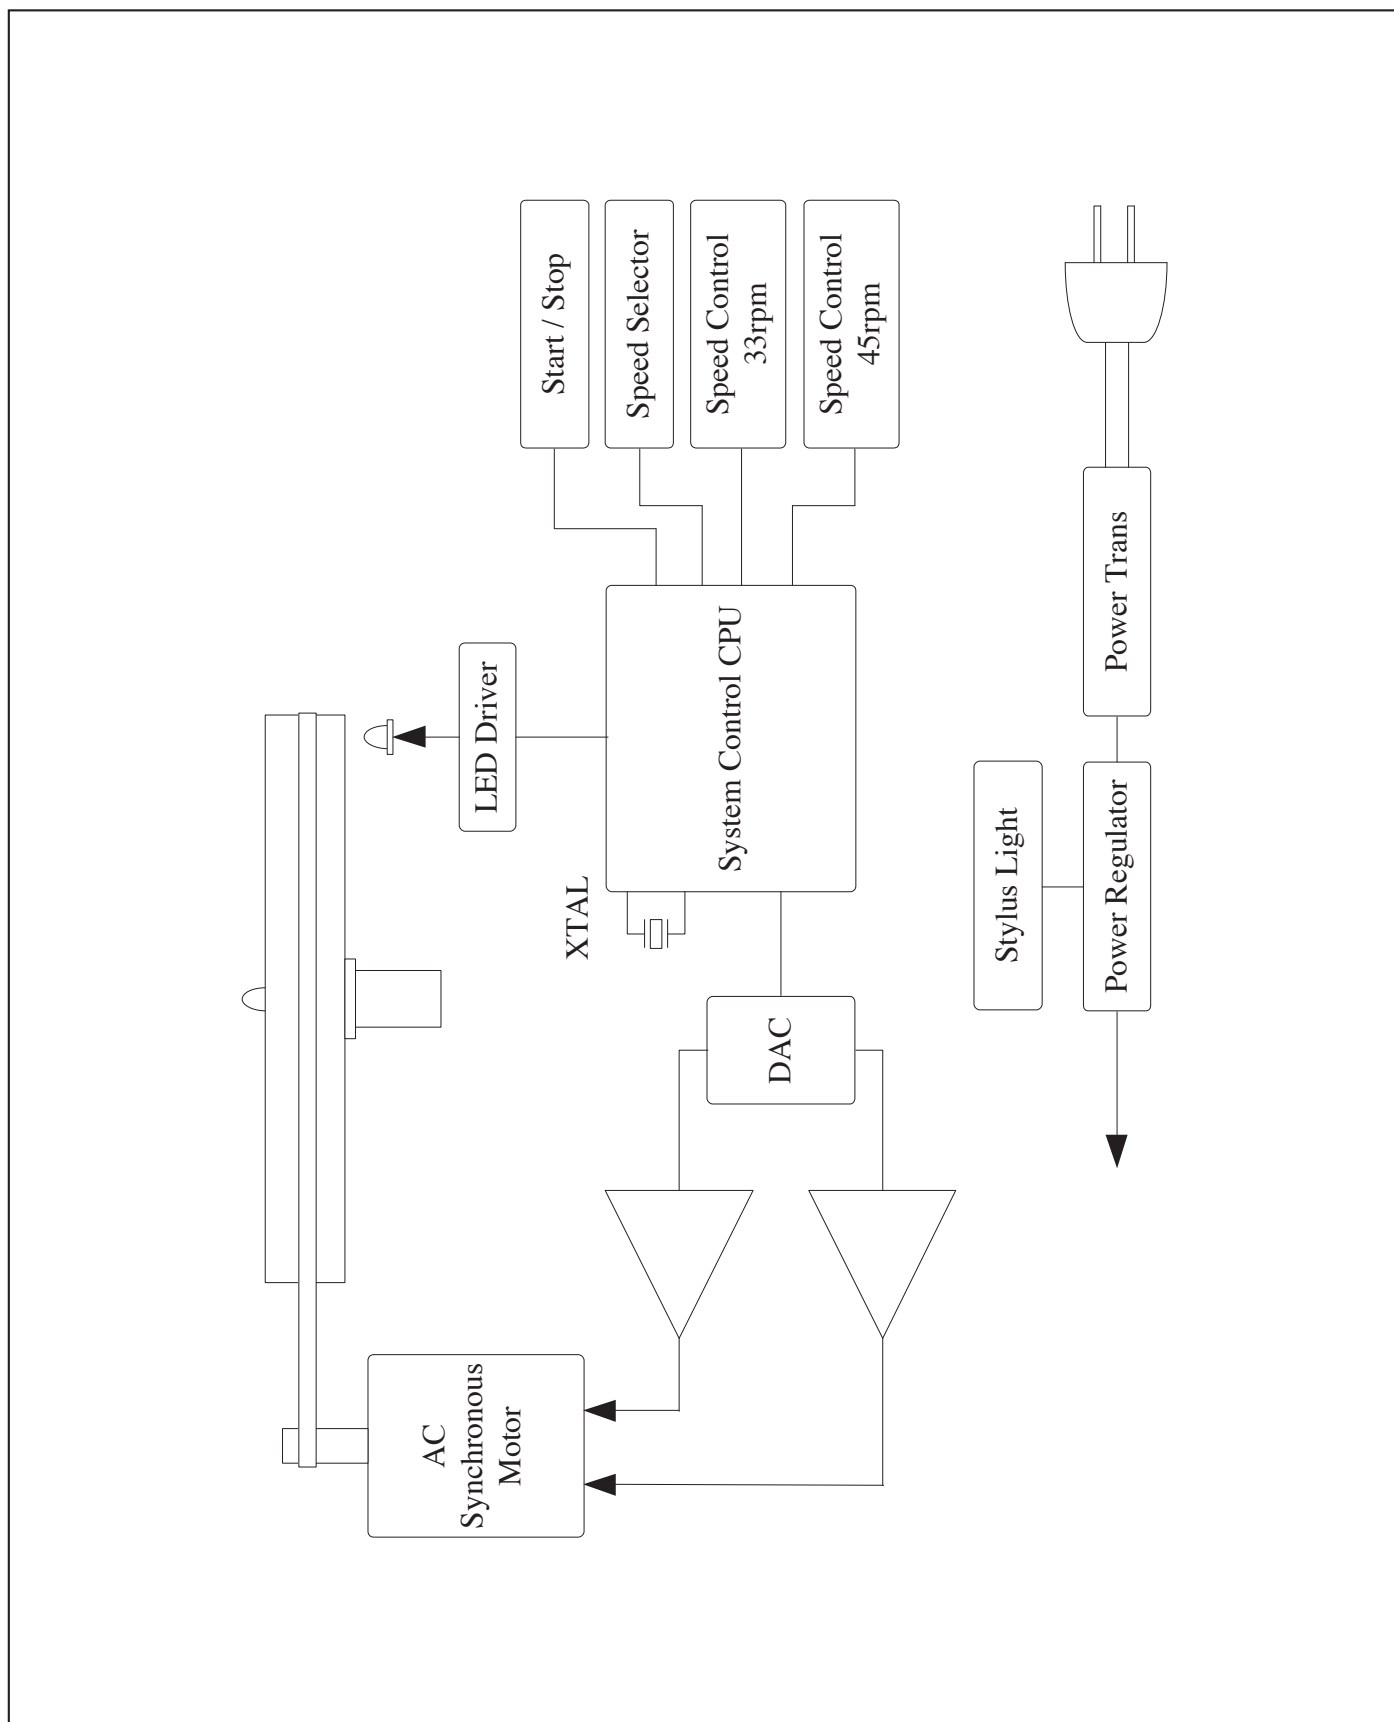 Start / Stop
Speed Selector
Speed Control
33rpm
Speed Control
45rpm
LED Driver
System Control CPU
XTAL
DAC
AC
Synchronous
Motor
Power Trans
Stylus Light
Power Regulator